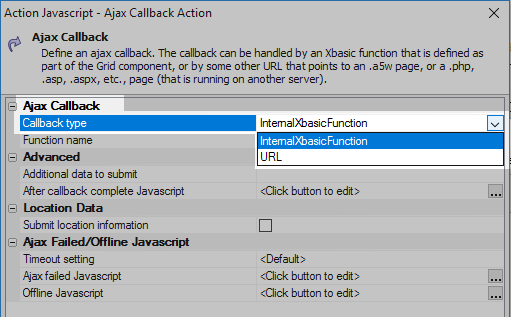 Action Javascript - Ajax Callback Action
Ajax Callback
Define an ajax callback. The callback can be handled by an Xbasic function that is defined as
part of the Grid component, or by some other URL that points to an .a5w page, or a .php,
.asp, .aspx, etc., page (that is running on another server).
Ajax Callback
Callback type InternalXbasicFunction
Function name InternalXbasicFunction
URL
Advanced
Additional data to submit
After callback complete Javascript <Click button to edit> ...
Location Data
Submit location information
Ajax Failed/Offline Javascript
Timeout setting <Default>
Ajax failed Javascript <Click button to edit> ...
Offline Javascript <Click button to edit> ...